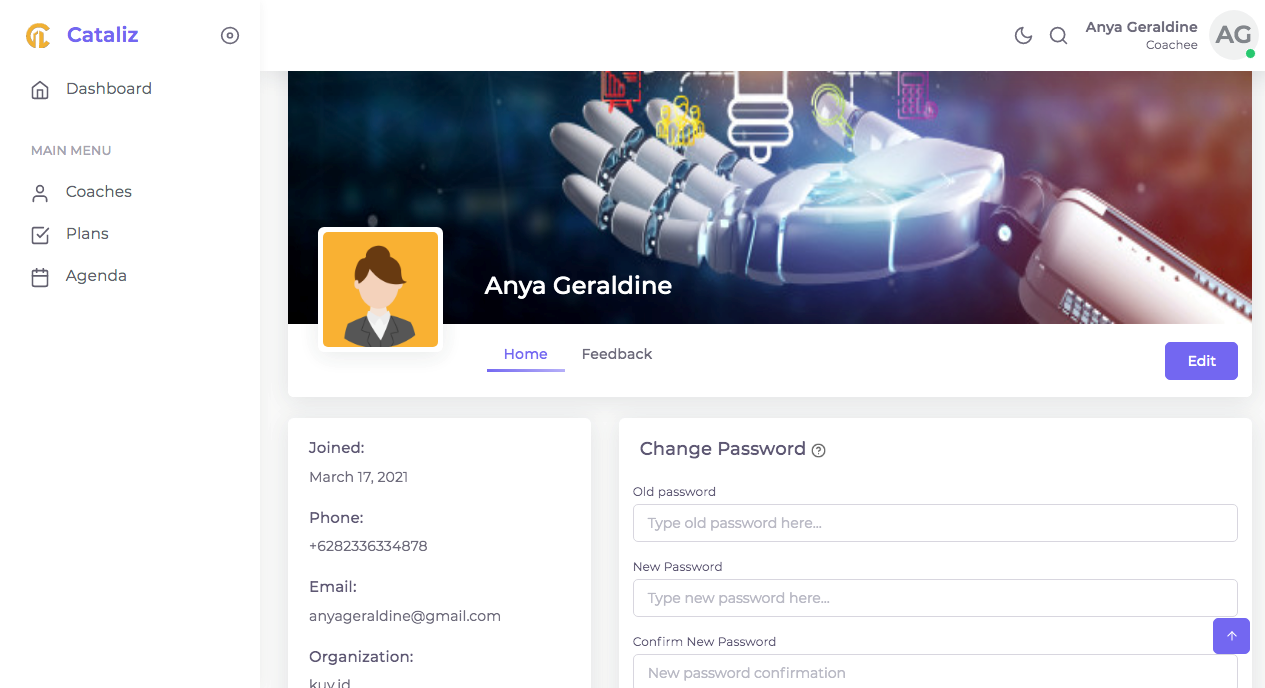 Cataliz
Anya Geraldine
Coachee
AG
Dashboard
MAIN MENU
Coaches
Plans
Agenda
Anya Geraldine
Home
Feedback
Edit
Joined:
March 17, 2021
Phone:
+6282336334878
Email:
anyageraldine@gmail.com
Organization:
kuy.id
Change Password
Old password
Type old password here...
New Password
Type new password here...
Confirm New Password
New password confirmation